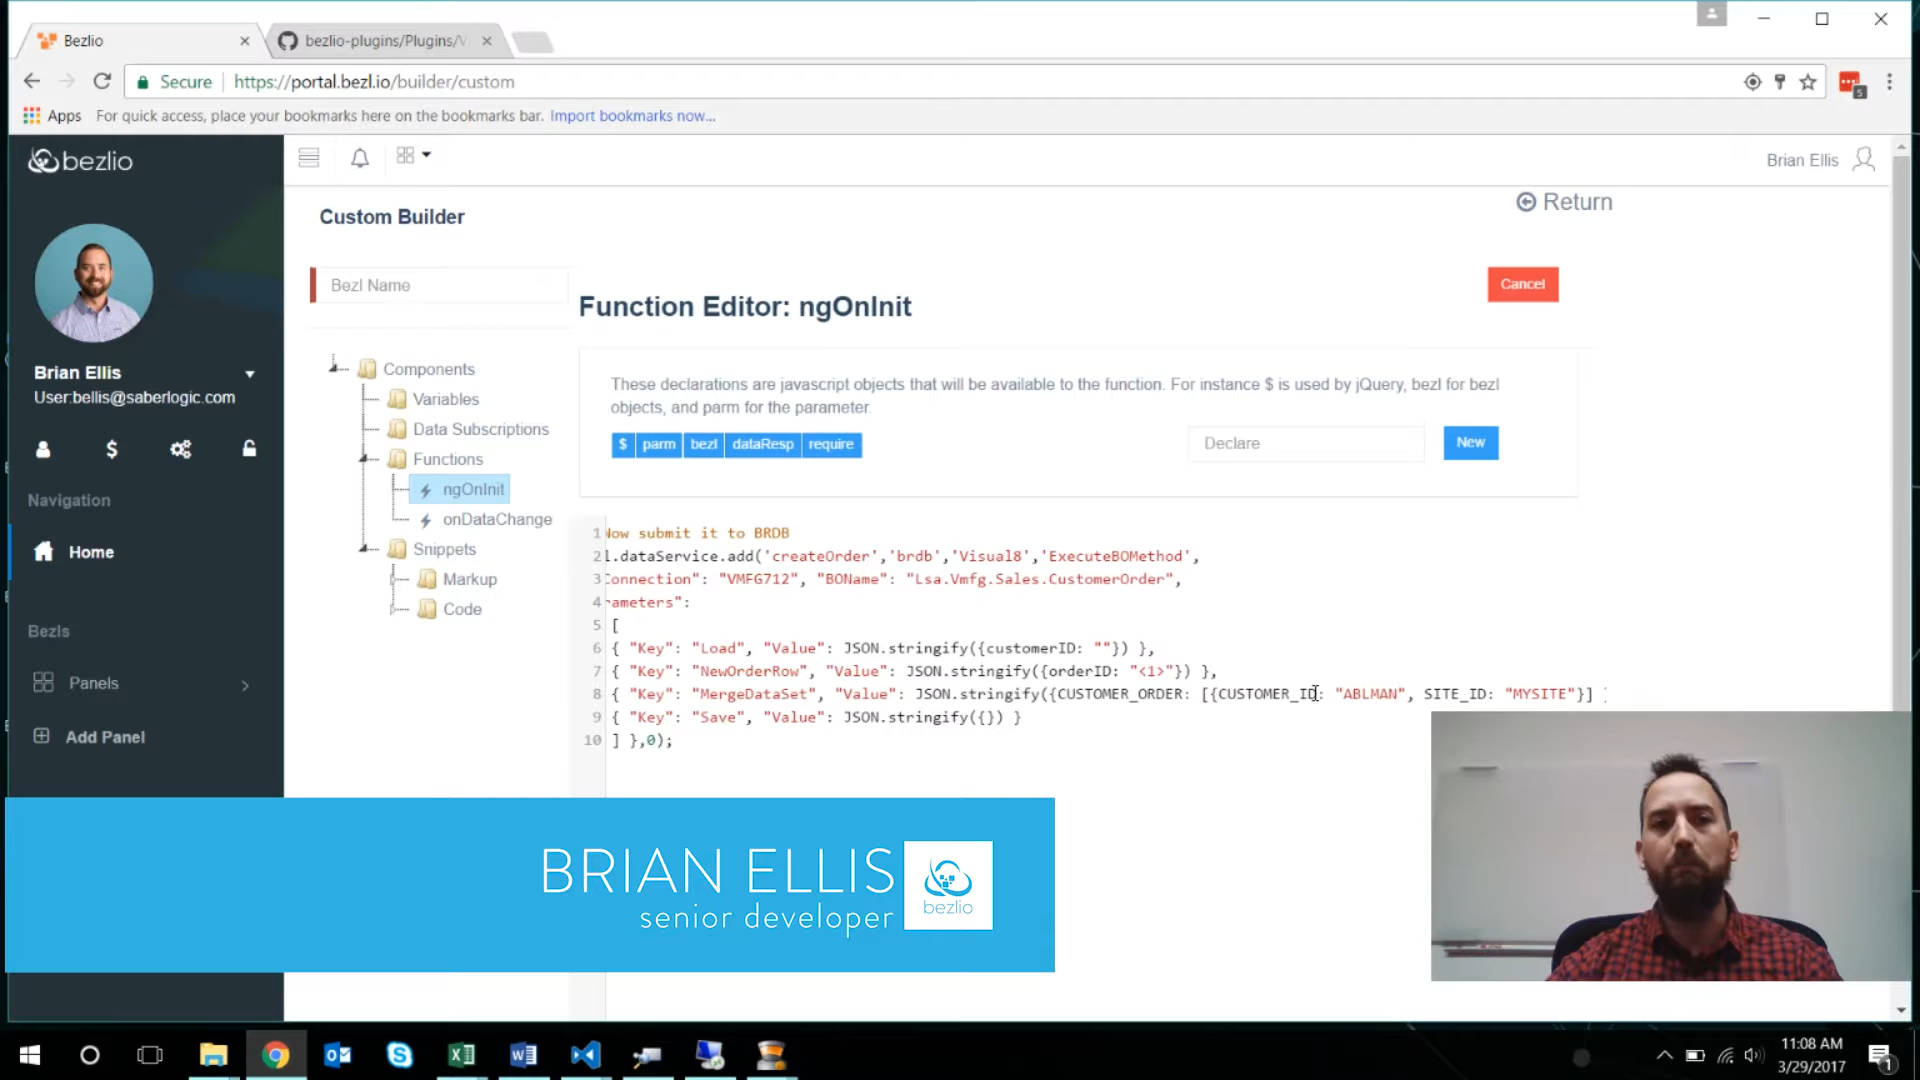 Bezlio
bezlio-plugins/Plugins/V
Secure
https://portal.bezl.io/builder/custom
5
Apps
For quick access, place your bookmarks here on the bookmarks bar.
Import bookmarks now...
bezlio
Brian Ellis
Return
Custom Builder
Bezl Name
Cancel
Function Editor: ngOnInit
Brian Ellis
User:bellis@saberlogic.com
Components
Variables
Data Subscriptions
Functions
ngOnInit
onDataChange
Snippets
Markup
Code
These declarations are javascript objects that will be available to the function. For instance $ is used by jQuery, bezl for bezl
objects, and parm for the parameter.
$ parm bezl dataResp require
Declare
New
Navigation
Home
Bezls
Panels
Add Panel
1 Now submit it to BRDB
2 l.dataService.add('createOrder','brdb','Visual8','ExecuteBOMethod',
3 Connection": "VMFG712", "BOName": "Lsa.Vmfg.Sales.CustomerOrder",
4 rameters":
5 [
6 { "Key": "Load", "Value": JSON.stringify({customerID: ""}) },
7 { "Key": "NewOrderRow", "Value": JSON.stringify({orderID: "<1>"}) },
8 { "Key": "MergeDataSet", "Value": JSON.stringify({CUSTOMER_ORDER: [{CUSTOMER_ID: "ABLMAN", SITE_ID: "MYSITE"}]
9 { "Key": "Save", "Value": JSON.stringify({}) }
10 ] },0);
BRIAN ELLIS
senior developer
bezlio
11:08 AM
3/29/2017
1